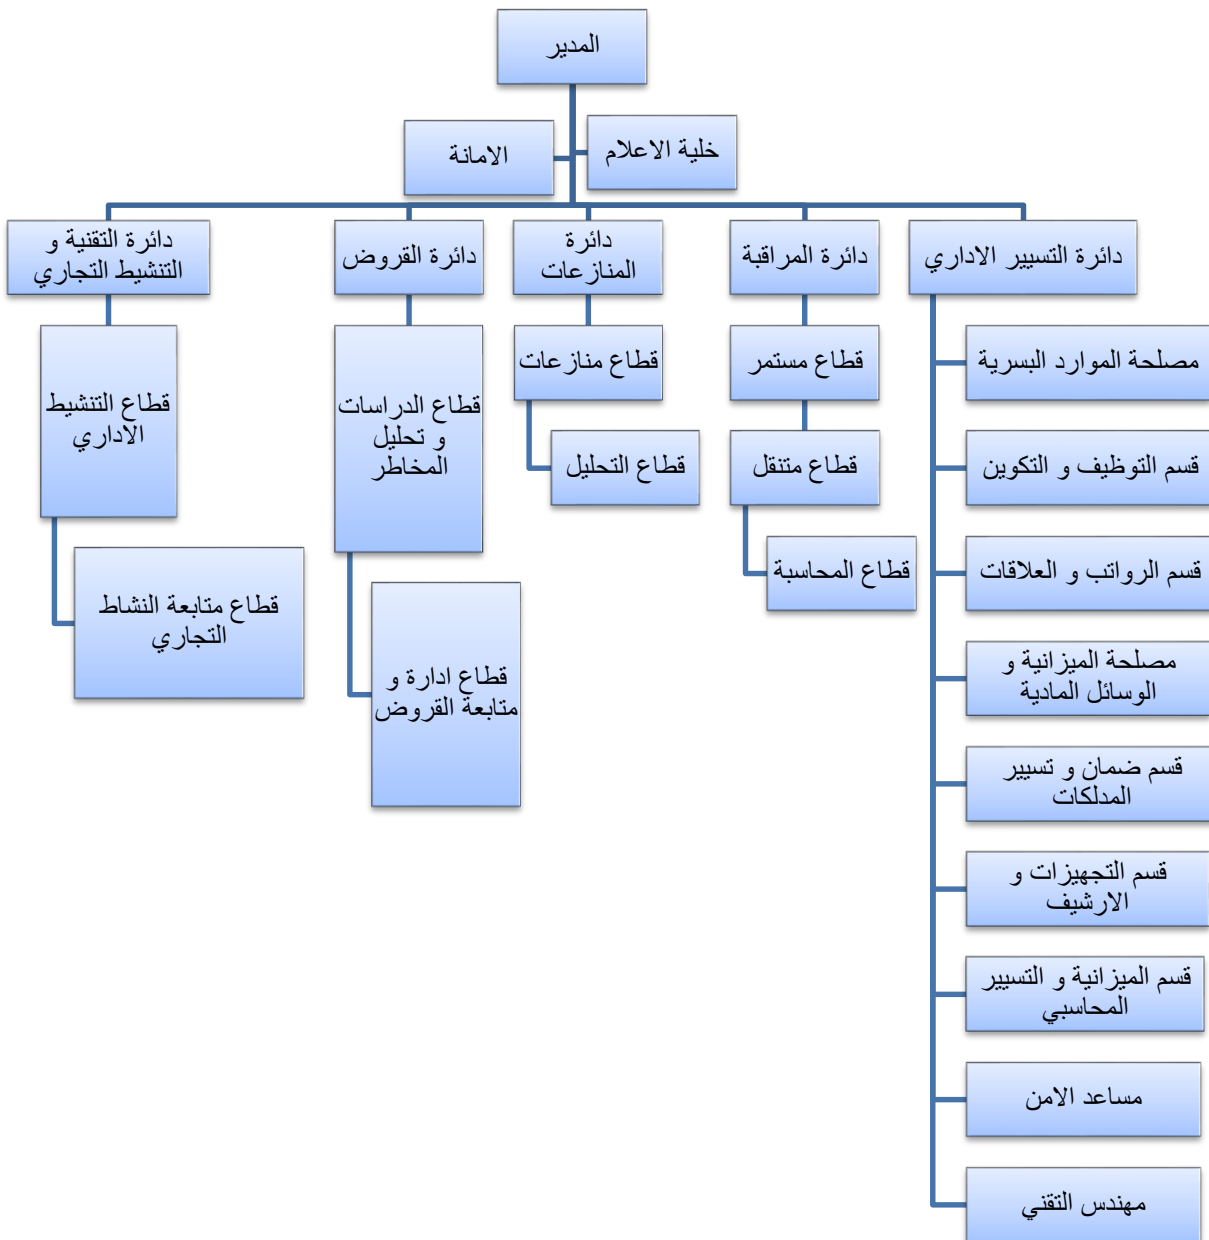 المدير
خلية الاعلام
الامانة
دائرة التسيير الاداري
دائرة المراقبة
دائرة
المنازعات
دائرة القروض
دائرة التقنية و
التنشيط التجاري
مصلحة الموارد البسرية
قسم التوظيف و التكوين
قسم الرواتب و العلاقات
مصلحة الميزانية و
الوسائل المادية
قسم ضمان و تسيير
المدلكات
قسم التجهيزات و
الارشيف
قسم الميزانية و التسيير
المحاسبي
مساعد الامن
مهندس التقني
قطاع مستمر
قطاع متنقل
قطاع المحاسبة
قطاع منازعات
قطاع التحليل
قطاع الدراسات
و تحليل
المخاطر
قطاع ادارة و
متابعة القروض
قطاع التنشيط
الاداري
قطاع متابعة النشاط
التجاري